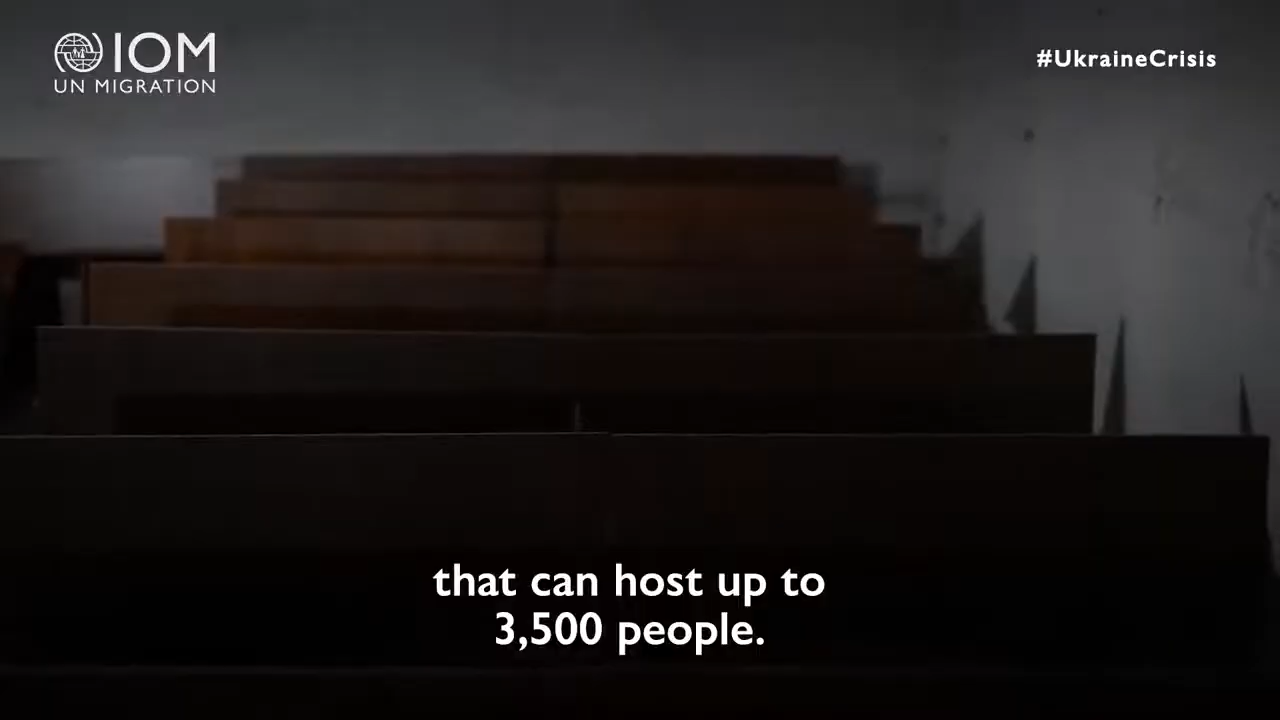 IOM
UN MIGRATION
#UkraineCrisis
that can host up to
3,500 people.